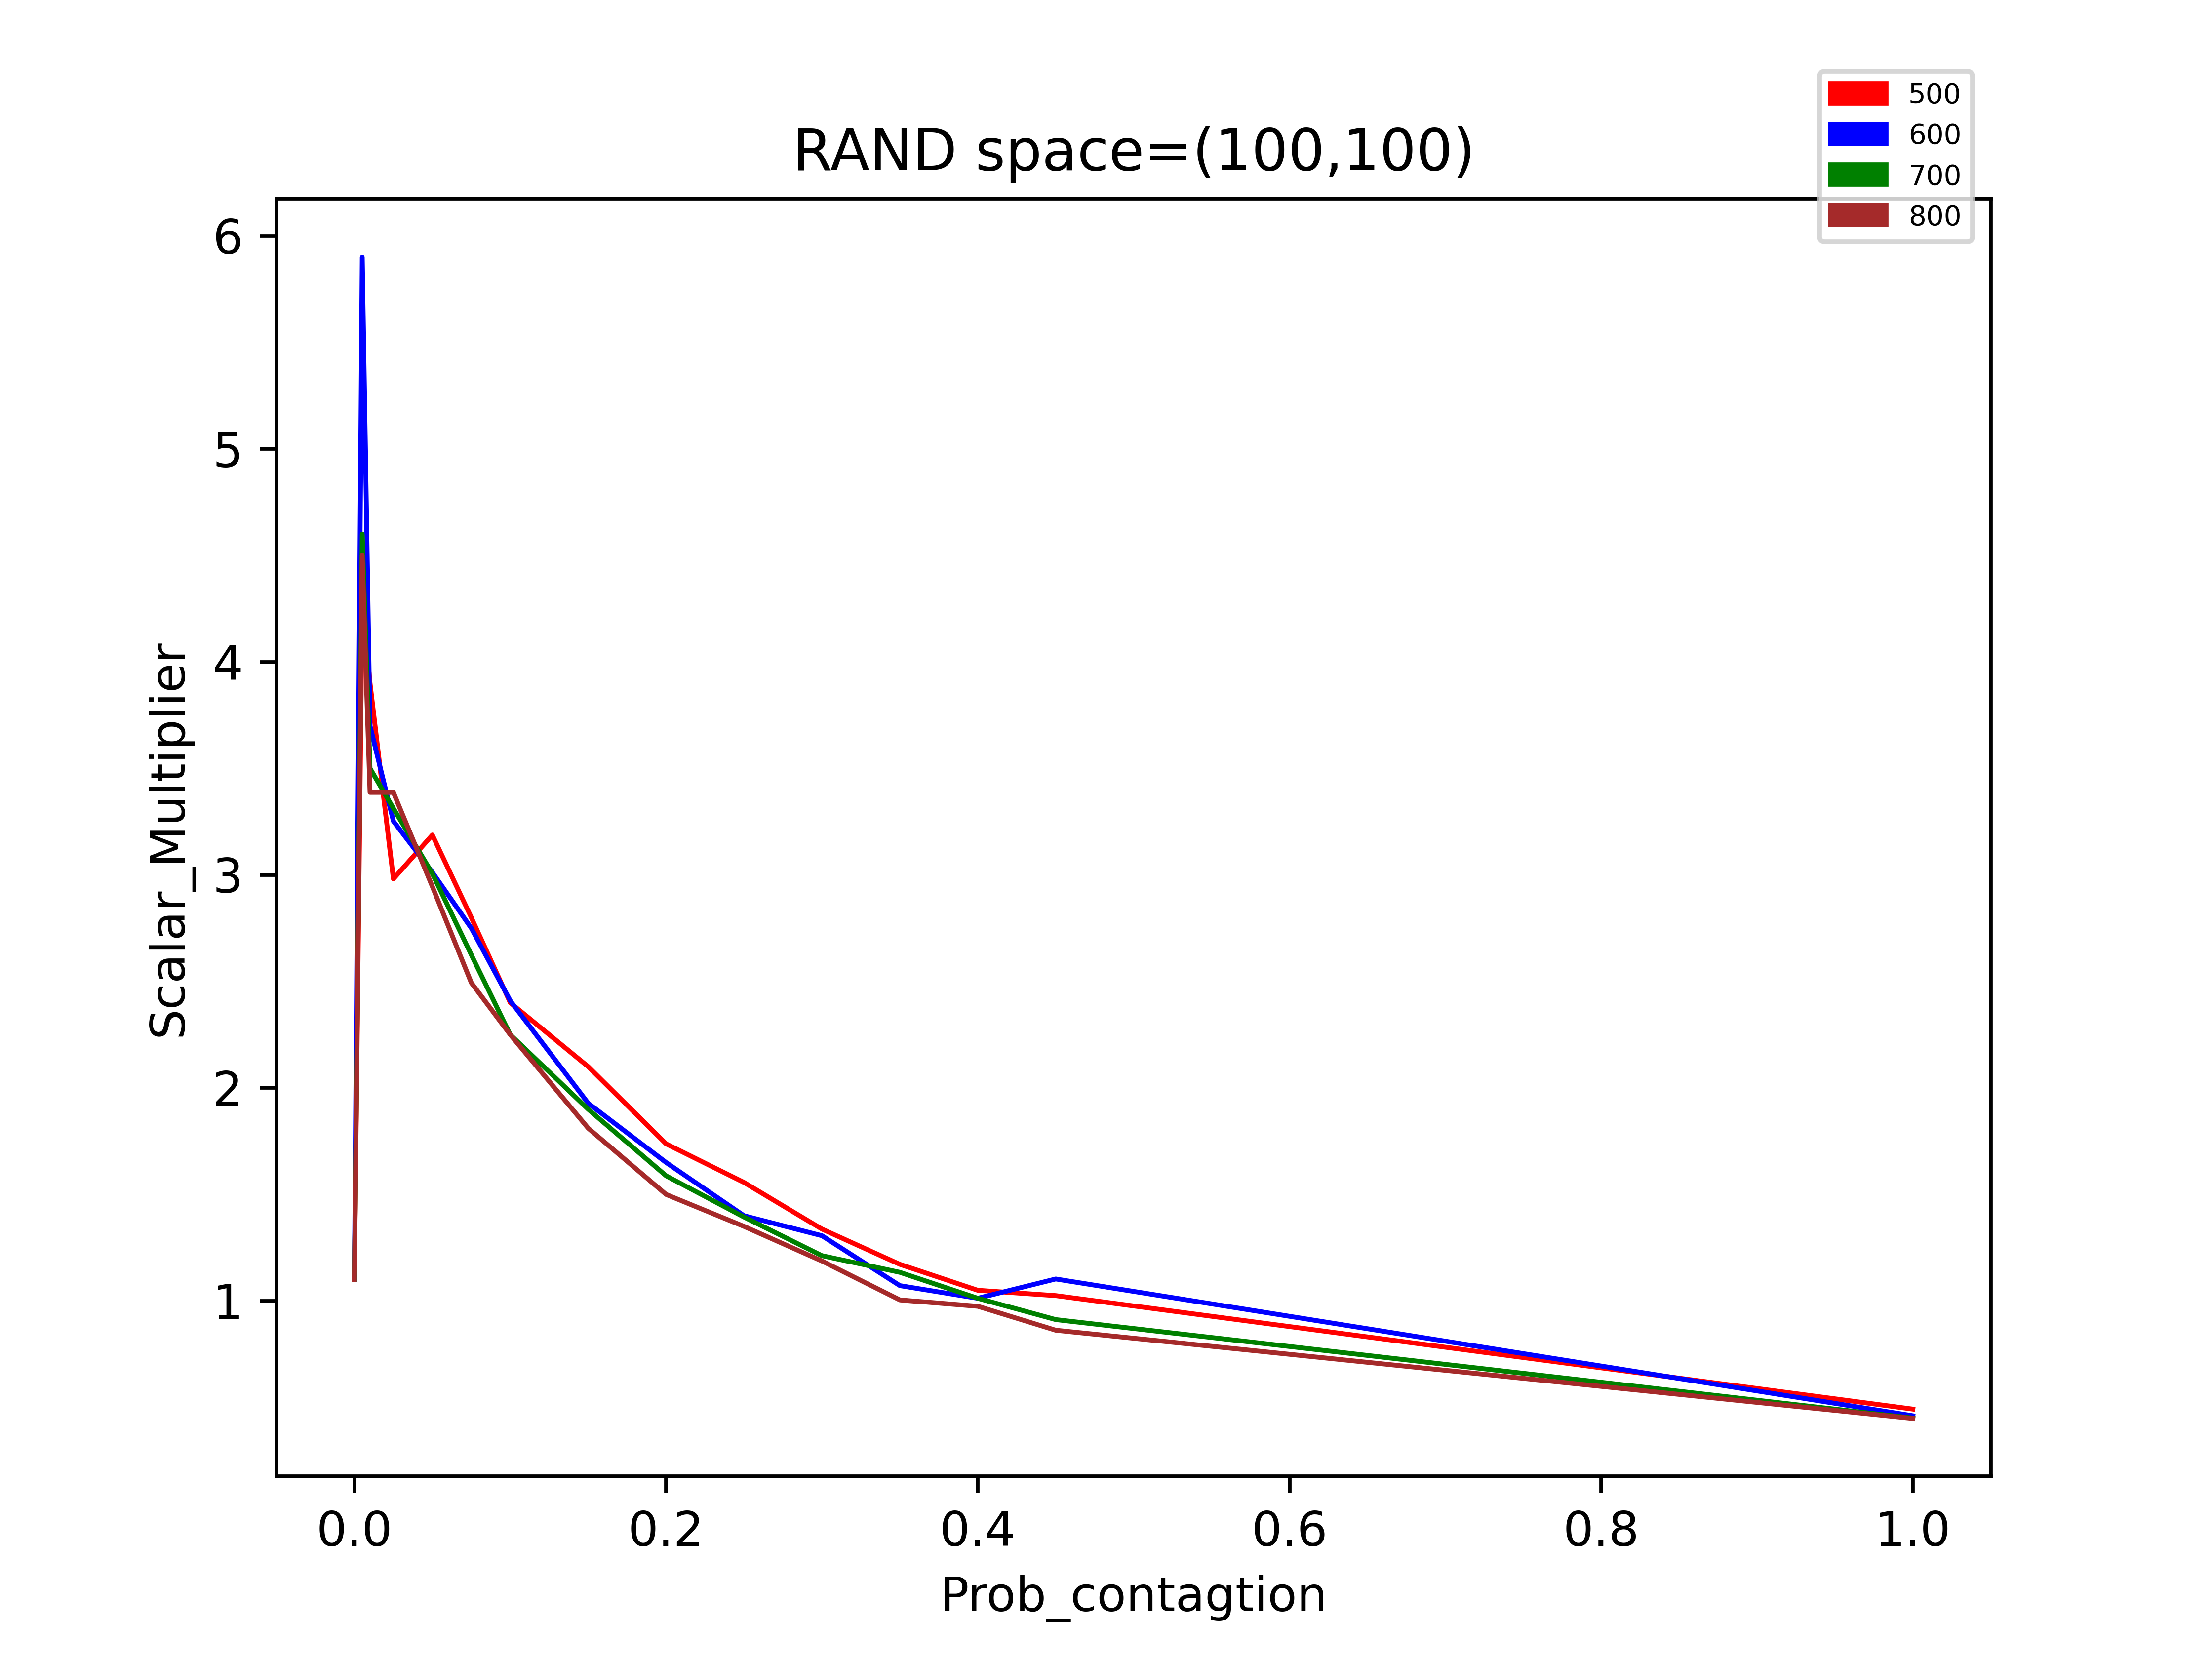 RAND space=(100,100)
500
600
700
800
6
5
4
3
2
1
Scalar_Multiplier
0.0 0.2 0.4 0.6 0.8 1.0
Prob_contagtion